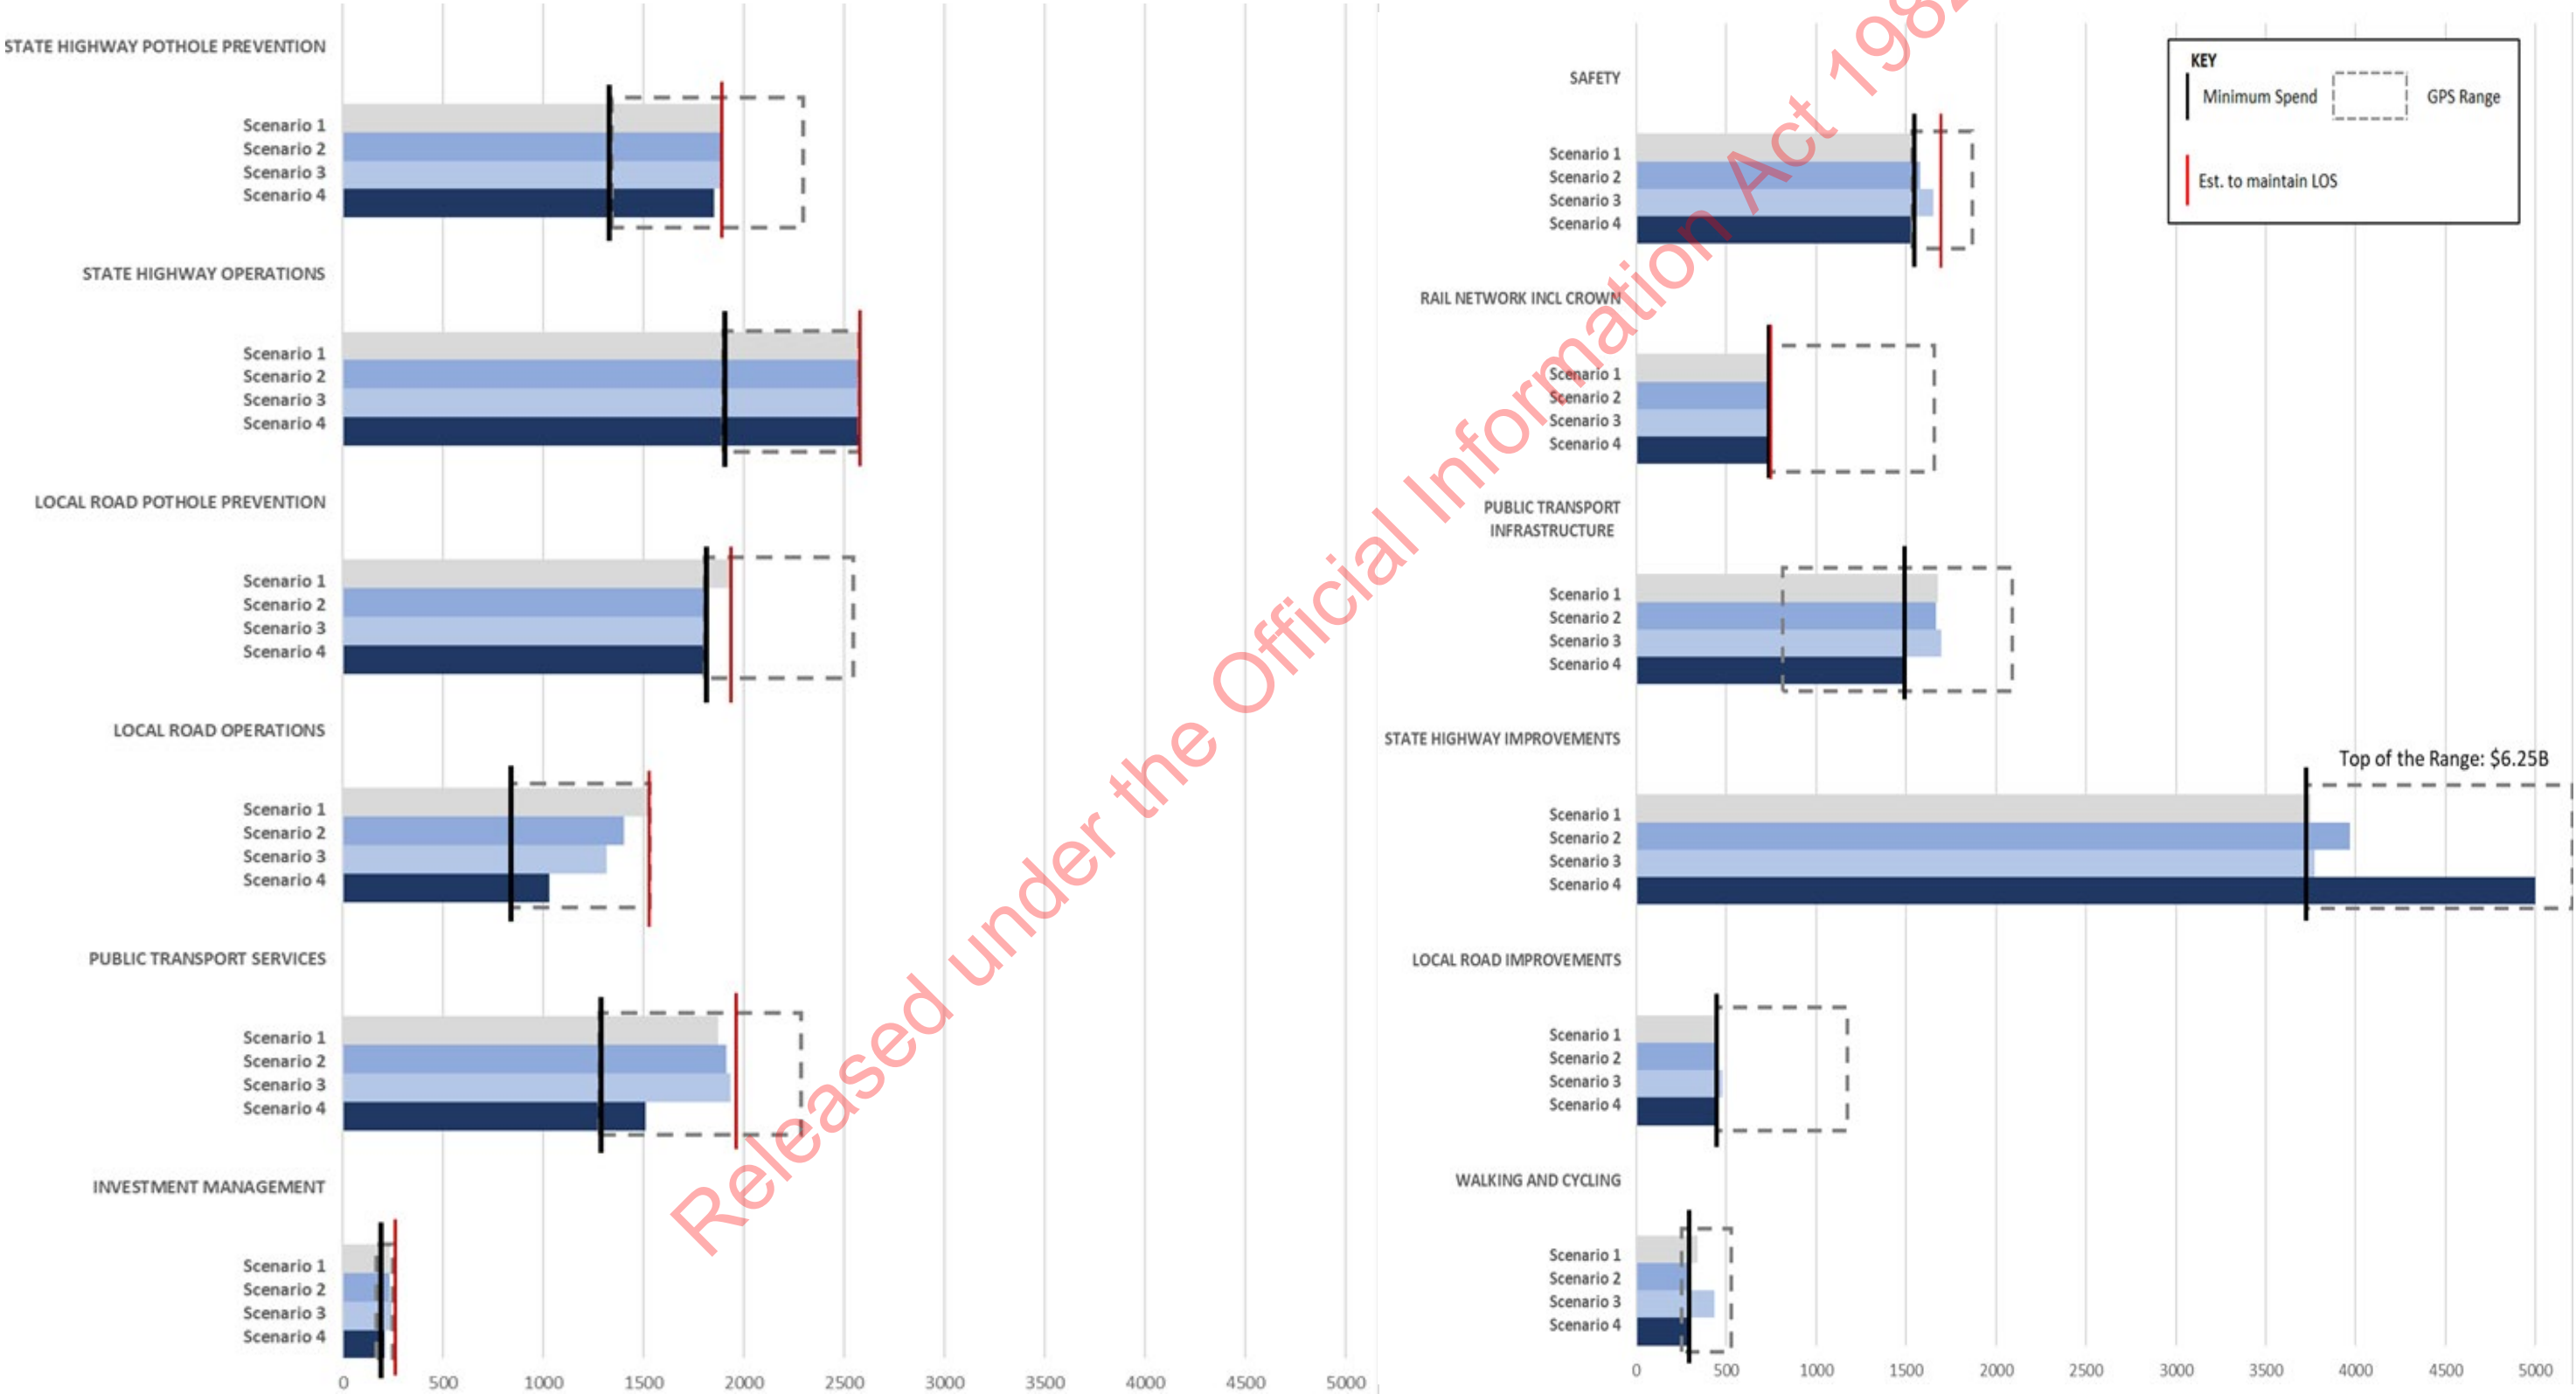 STATE HIGHWAY POTHOLE PREVENTION
Scenario 1
Scenario 2
Scenario 3
Scenario 4
STATE HIGHWAY OPERATIONS
Scenario 1
Scenario 2
Scenario 3
Scenario 4
LOCAL ROAD POTHOLE PREVENTION
Scenario 1
Scenario 2
Scenario 3
Scenario 4
LOCAL ROAD OPERATIONS
Scenario 1
Scenario 2
Scenario 3
Scenario 4
PUBLIC TRANSPORT SERVICES
Scenario 1
Scenario 2
Scenario 3
Scenario 4
INVESTMENT MANAGEMENT
Scenario 1
Scenario 2
Scenario 3
Scenario 4
0 500 1000 1500 2000 2500 3000 3500 4000 4500 5000
SAFETY
Scenario 1
Scenario 2
Scenario 3
Scenario 4
RAIL NETWORK INCL CROWN
Scenario 1
Scenario 2
Scenario 3
Scenario 4
PUBLIC TRANSPORT
INFRASTRUCTURE
Scenario 1
Scenario 2
Scenario 3
Scenario 4
STATE HIGHWAY IMPROVEMENTS
Top of the Range: $6.25B
Scenario 1
Scenario 2
Scenario 3
Scenario 4
LOCAL ROAD IMPROVEMENTS
Scenario 1
Scenario 2
Scenario 3
Scenario 4
WALKING AND CYCLING
Scenario 1
Scenario 2
Scenario 3
Scenario 4
0 500 1000 1500 2000 2500 3000 3500 4000 4500 5000
KEY
Minimum Spend GPS Range
Est. to maintain LOS
Released under the Official Information Act 1982